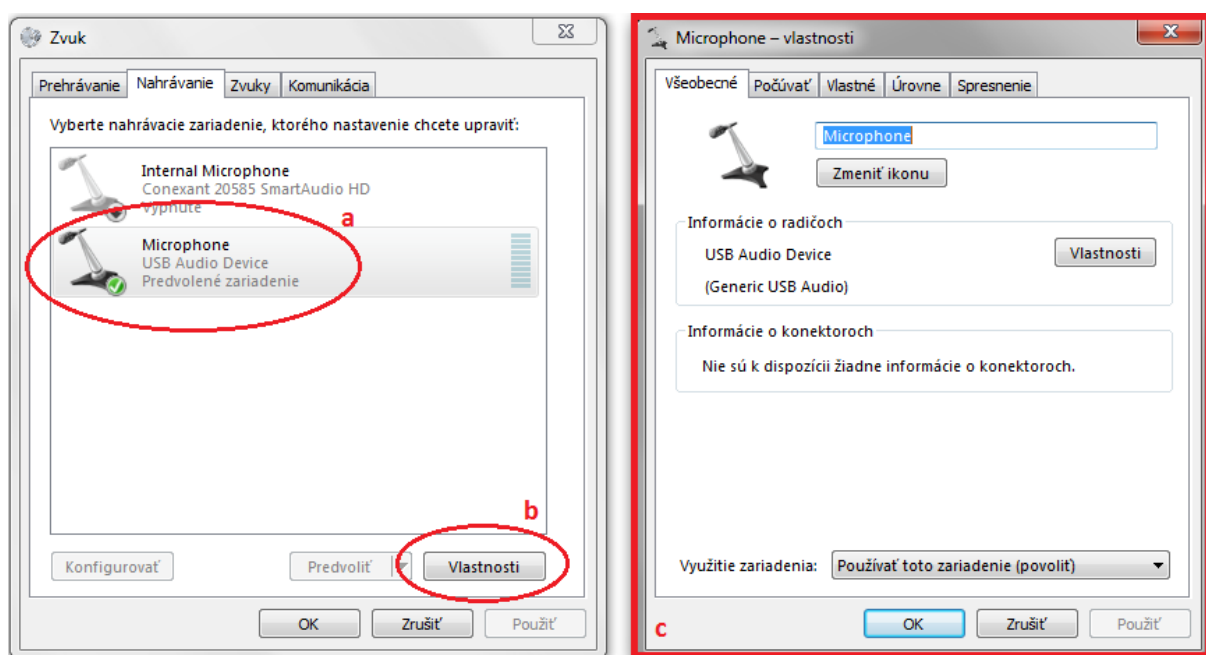 Zvuk
Prehrávanie Nahrávanie Zvuky Komunikácia
Vyberte nahrávacie zariadenie, ktorého nastavenie chcete upraviť:
Internal Microphone
Conexant 20585 SmartAudio HD
Vypnuté
a
Microphone
USB Audio Device
Predvolené zariadenie
b
Konfigurovať Predvoliť Vlastnosti
OK Zrušiť Použiť
Microphone – vlastnosti
Všeobecné Počúvať Vlastné Úrovne Spresnenie
Microphone
Zmeniť ikonu
Informácie o radičoch
USB Audio Device Vlastnosti
(Generic USB Audio)
Informácie o konektoroch
Nie sú k dispozícii žiadne informácie o konektoroch.
Využitie zariadenia: Používať toto zariadenie (povoliť)
c OK Zrušiť Použiť